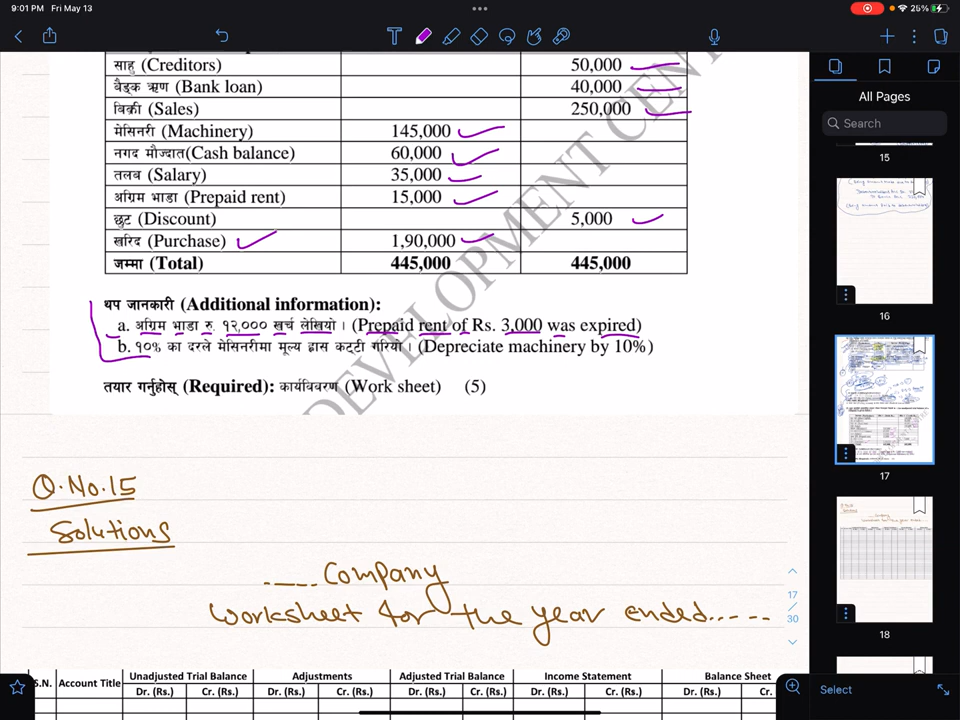 9:01 PM Fri May 13
25%
साहु (Creditors) 50,000
बैङ्क ऋण (Bank loan) 40,000
बिक्री (Sales) 250,000
मेसिनरी (Machinery) 145,000
नगद मौज्दात(Cash balance) 60,000
तलब (Salary) 35,000
अग्रिम भाडा (Prepaid rent) 15,000
छुट (Discount) 5,000
खरिद (Purchase) 1,90,000
जम्मा (Total) 445,000 445,000
थप जानकारी (Additional information):
a. अग्रिम भाडा रु. १२,००० खर्च लेखियो । (Prepaid rent of Rs. 3,000 was expired)
b. १०% का दरले मेसिनरीमा मूल्य ह्रास कट्टी गरियो । (Depreciate machinery by 10%)
तयार गर्नुहोस् (Required): कार्यविवरण (Work sheet) (5)
DEVELOPMENT CENT
Q.No.15
Solutions
..___ Company
Worksheet for the year ended......
S.N. Account Title Unadjusted Trial Balance Adjustments Adjusted Trial Balance Income Statement Balance Sheet
Dr. (Rs.) Cr. (Rs.) Dr. (Rs.) Cr. (Rs.) Dr. (Rs.) Cr. (Rs.) Dr. (Rs.) Cr. (Rs.) Dr. (Rs.) Cr.
17
/
30
All Pages
Search
15
16
17
18
Select